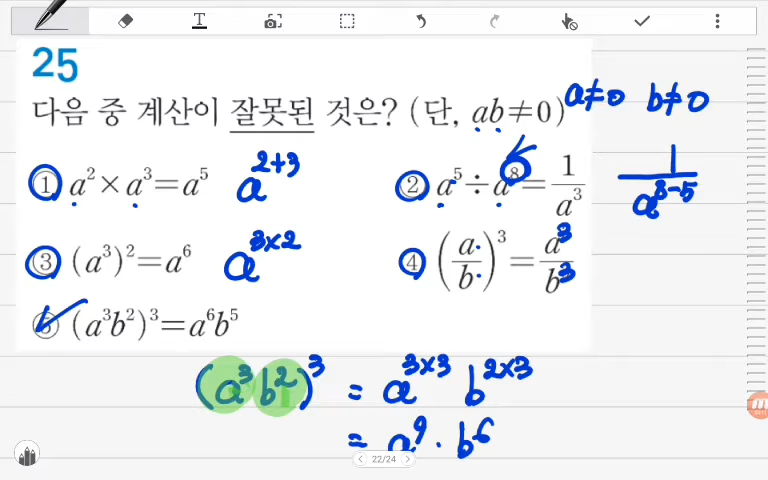 25
다음 중 계산이 잘못된 것은? (단, ab≠0) a≠0 b≠0
① a²×a³=a⁵ a²⁺³ ② a⁵÷a⁸=1/a³ 1/a⁸⁻⁵
③ (a³)²=a⁶ a³ˣ² ④ (a/b)³=a³/b³
⑤ (a³b²)³=a⁶b⁵
(a³b²)³ = a³ˣ³ b²ˣ³
= a⁹·b⁶
22/24